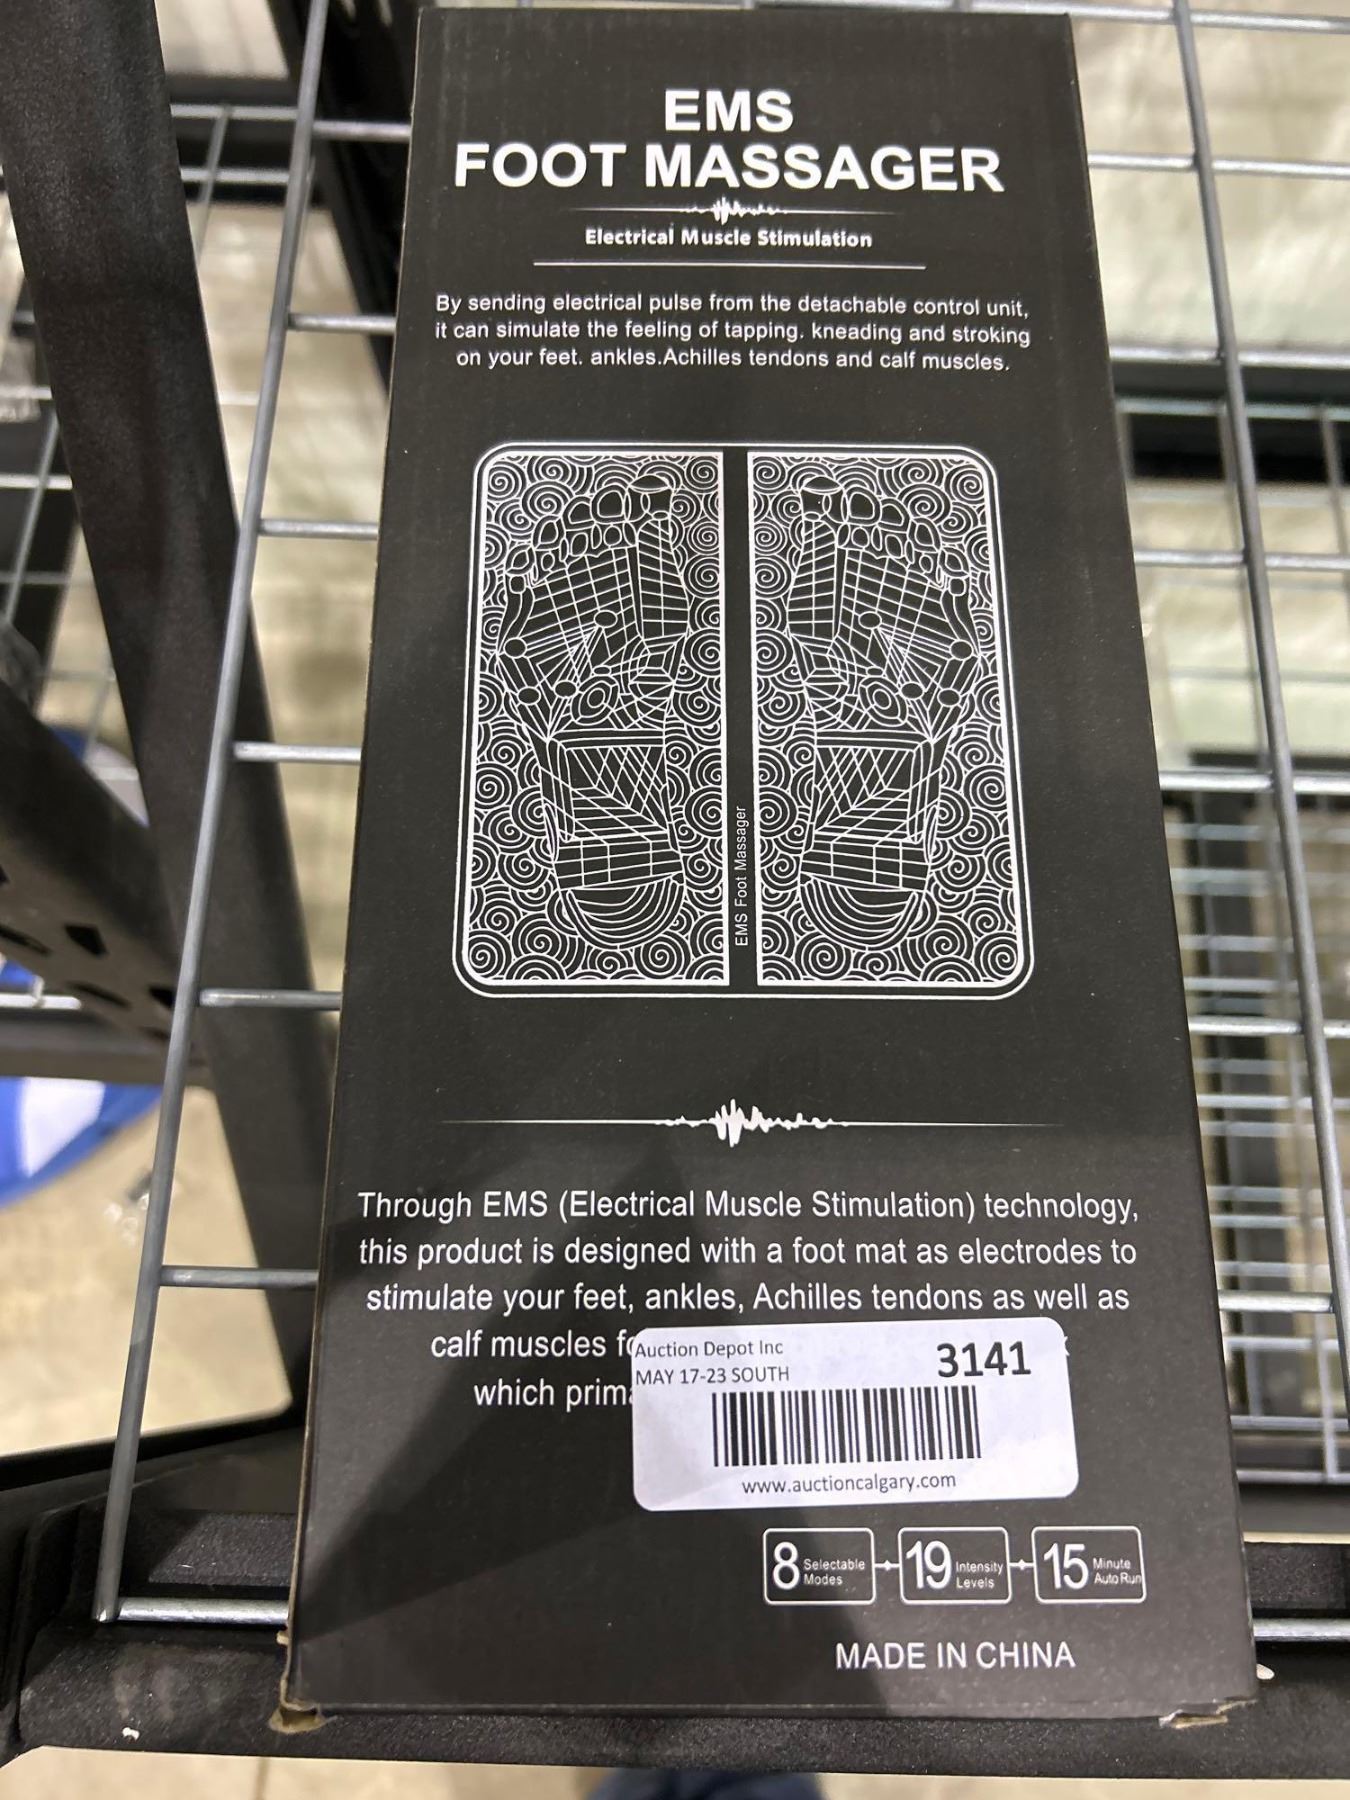 EMS
FOOT MASSAGER
Electrical Muscle Stimulation
By sending electrical pulse from the detachable control unit,
it can simulate the feeling of tapping. kneading and stroking
on your feet. ankles.Achilles tendons and calf muscles.
EMS Foot Massager
Through EMS (Electrical Muscle Stimulation) technology,
this product is designed with a foot mat as electrodes to
stimulate your feet, ankles, Achilles tendons as well as
calf muscles
which
Auction Depot Inc
MAY 17-23 SOUTH
3141
www.auctioncalgary.com
8 Selectable Modes
19 Intensity Levels
15 Minute Auto Run
MADE IN CHINA